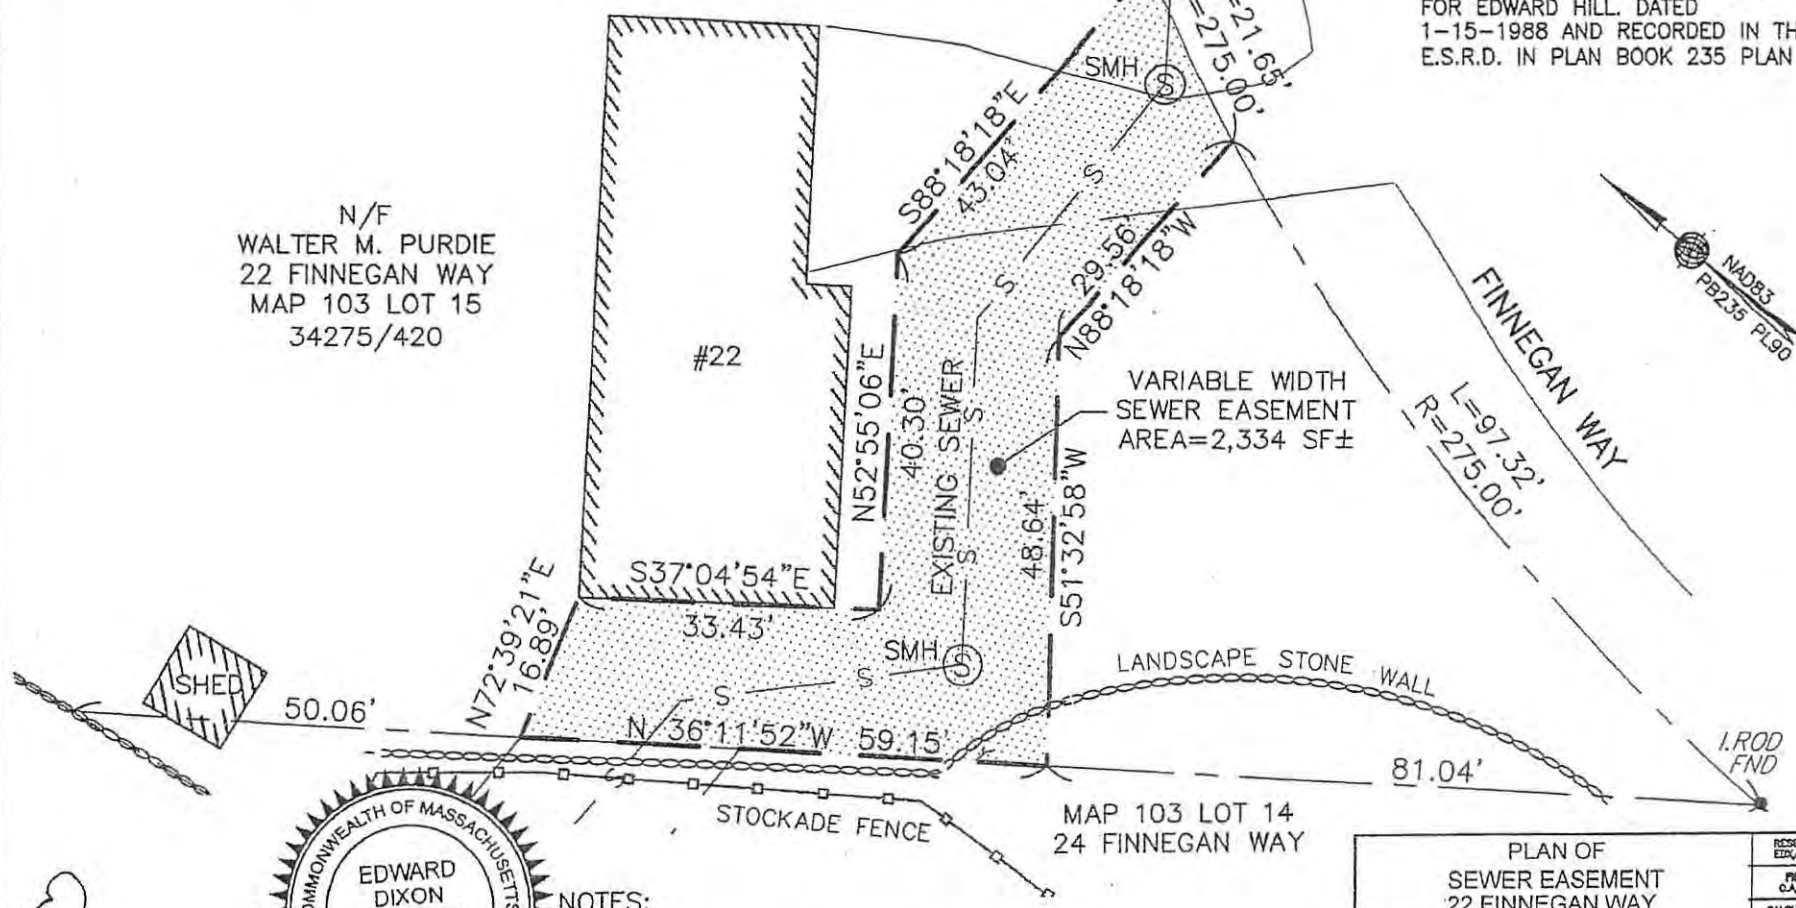 FOR EDWARD HILL. DATED
1-15-1988 AND RECORDED IN
E.S.R.D. IN PLAN BOOK 235 PLAN
=21.65'
=275.00'
SMH
S
S88°18'18"E
43.04'
S
N/F
WALTER M. PURDIE
22 FINNEGAN WAY
MAP 103 LOT 15
34275/420
#22
S
29.56'
N88°18'18"W
FINNEGAN WAY
NAD83
PB235 PL90
N52°55'06"E
40.30'
EXISTING SEWER
S
S
VARIABLE WIDTH
SEWER EASEMENT
AREA=2,334 SF±
L=97.32'
R=275.00'
48.64'
S51°32'58"W
S37°04'54"E
33.43'
N72°39'21"E
16.89'
SMH
S
S
S
SHED
50.06'
N 36°11'52"W 59.15'
LANDSCAPE STONE WALL
I.ROD
FND
81.04'
S
STOCKADE FENCE
MAP 103 LOT 14
24 FINNEGAN WAY
COMMONWEALTH OF MASSACHUSETTS
EDWARD
DIXON
NOTES:
PLAN OF
SEWER EASEMENT
22 FINNEGAN WAY